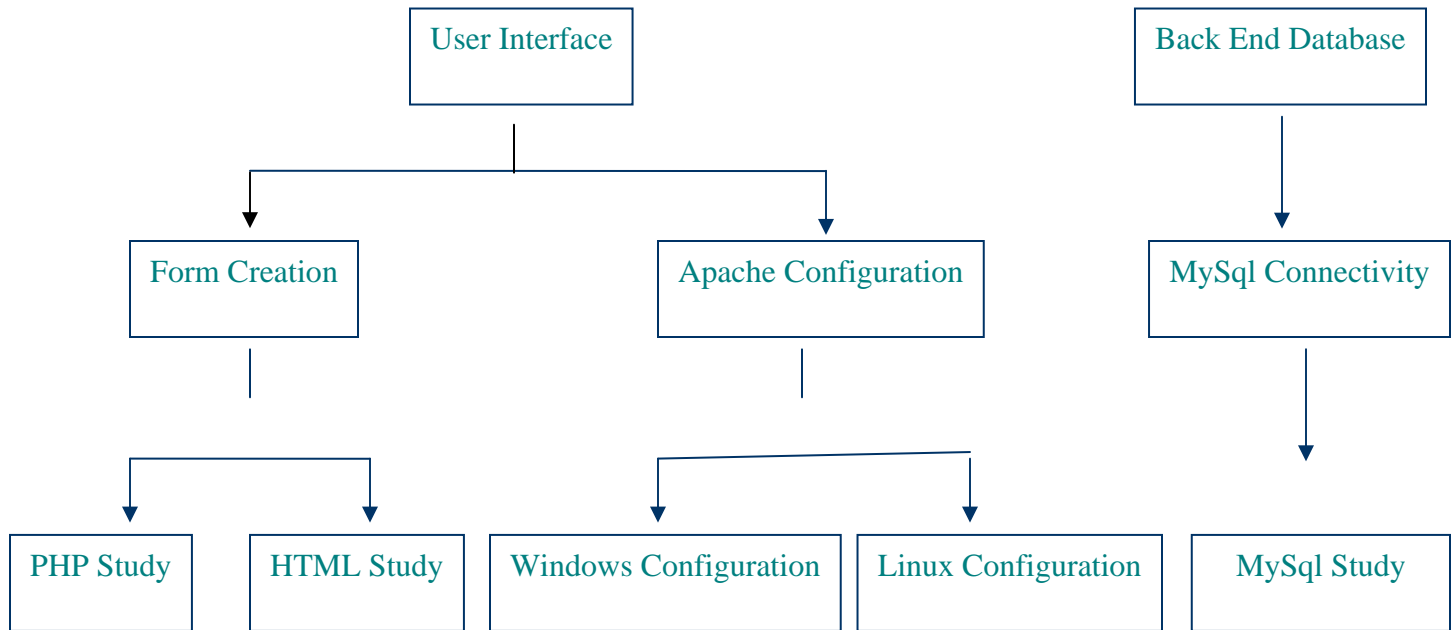 User Interface
Back End Database
Form Creation
Apache Configuration
MySql Connectivity
PHP Study
HTML Study
Windows Configuration
Linux Configuration
MySql Study